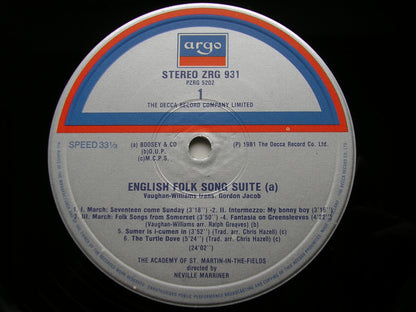 argo
STEREO ZRG 931
PZRG 5202
1
THE DECCA RECORD COMPANY LIMITED
SPEED 33⅓
(a) BOOSEY & CO
(b) O.U.P.
(c) M.C.P.S.
℗ 1981 The Decca Record Co. Ltd.
ENGLISH FOLK SONG SUITE (a)
Vaughan-Williams trans. Gordon Jacob
1. I. March: Seventeen come Sunday (3'18'') -2. II. Intermezzo: My bonny boy (3'15'')
3. III. March: Folk Songs from Somerset (3'50'') - 4. Fantasia on Greensleeves (4'22'')
(Vaughan-Williams arr. Ralph Greaves) (b)
5. Sumer is i-cumen in (3'52'') (Trad. arr. Chris Hazell) (c)
6. The Turtle Dove (5'24'') (Trad. arr. Chris Hazell) (c)
(24'02'')
THE ACADEMY OF ST. MARTIN-IN-THE-FIELDS
directed by
NEVILLE MARRINER